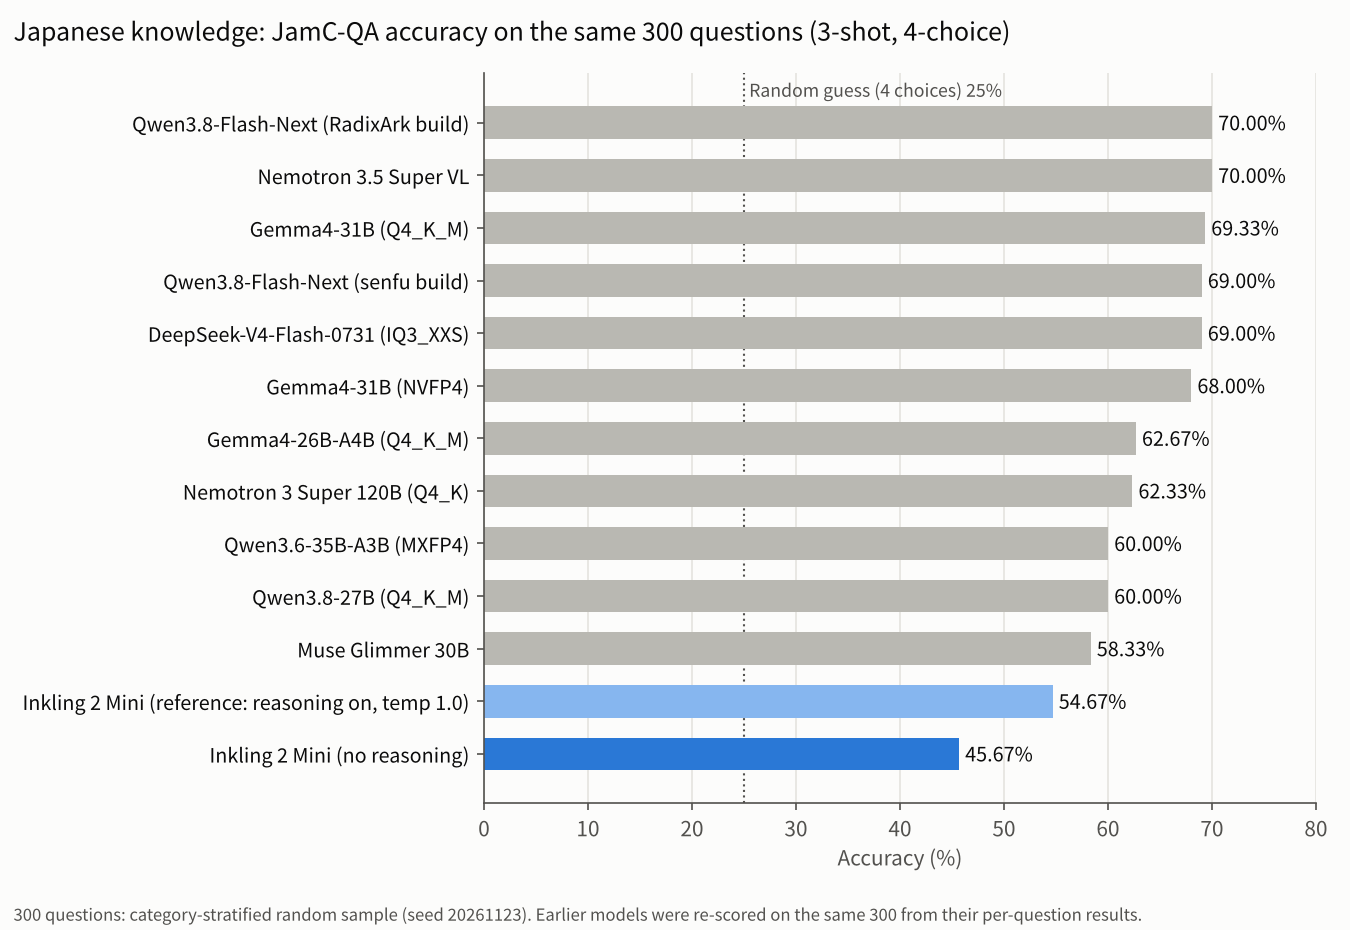 Japanese knowledge: JamC-QA accuracy on the same 300 questions (3-shot, 4-choice)
Random guess (4 choices) 25%
Qwen3.8-Flash-Next (RadixArk build) 70.00%
Nemotron 3.5 Super VL 70.00%
Gemma4-31B (Q4_K_M) 69.33%
Qwen3.8-Flash-Next (senfu build) 69.00%
DeepSeek-V4-Flash-0731 (IQ3_XXS) 69.00%
Gemma4-31B (NVFP4) 68.00%
Gemma4-26B-A4B (Q4_K_M) 62.67%
Nemotron 3 Super 120B (Q4_K) 62.33%
Qwen3.6-35B-A3B (MXFP4) 60.00%
Qwen3.8-27B (Q4_K_M) 60.00%
Muse Glimmer 30B 58.33%
Inkling 2 Mini (reference: reasoning on, temp 1.0) 54.67%
Inkling 2 Mini (no reasoning) 45.67%
0 10 20 30 40 50 60 70 80
Accuracy (%)
300 questions: category-stratified random sample (seed 20261123). Earlier models were re-scored on the same 300 from their per-question results.